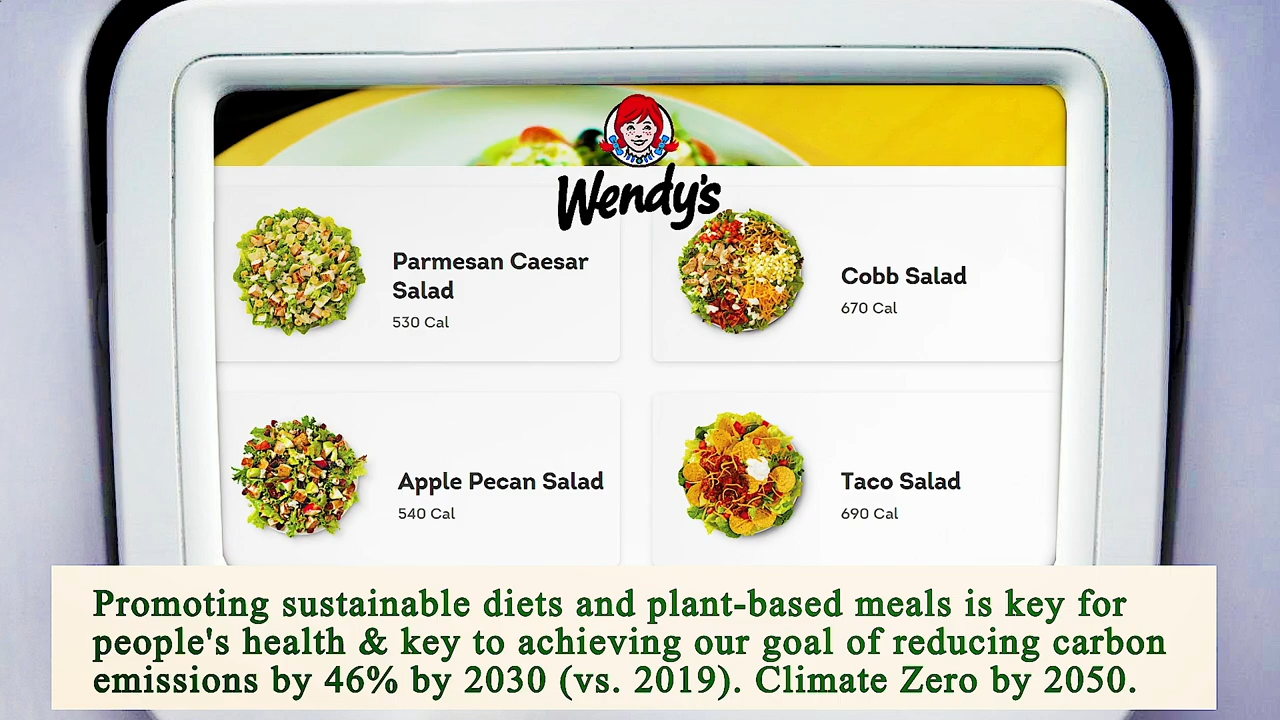 Wendy's
Parmesan Caesar
Salad
530 Cal
Cobb Salad
670 Cal
Apple Pecan Salad
540 Cal
Taco Salad
690 Cal
Promoting sustainable diets and plant-based meals is key for
people's health & key to achieving our goal of reducing carbon
emissions by 46% by 2030 (vs. 2019). Climate Zero by 2050.